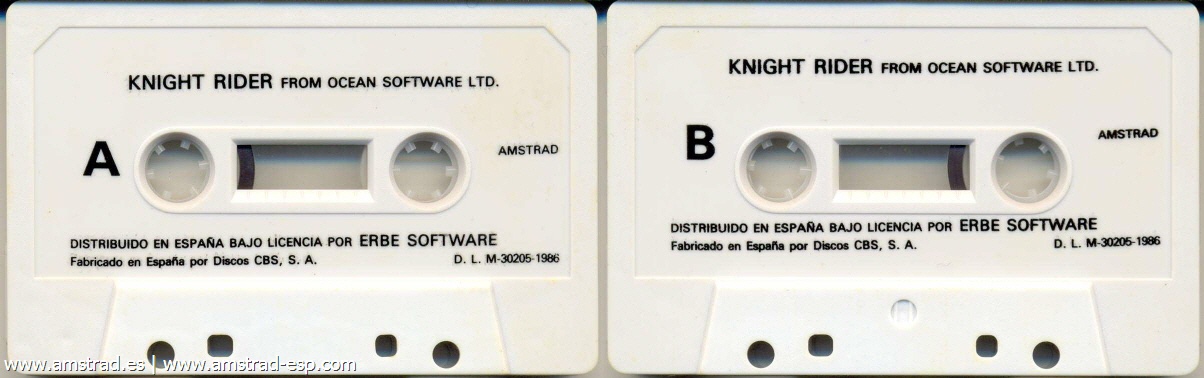 KNIGHT RIDER FROM OCEAN SOFTWARE LTD.
A
AMSTRAD
DISTRIBUIDO EN ESPAÑA BAJO LICENCIA POR ERBE SOFTWARE
Fabricado en España por Discos CBS, S. A.
D. L. M-30205-1986
KNIGHT RIDER FROM OCEAN SOFTWARE LTD.
B
AMSTRAD
DISTRIBUIDO EN ESPAÑA BAJO LICENCIA POR ERBE SOFTWARE
Fabricado en España por Discos CBS, S. A.
D. L. M-30205-1986
www.amstrad.es | www.amstrad-esp.com